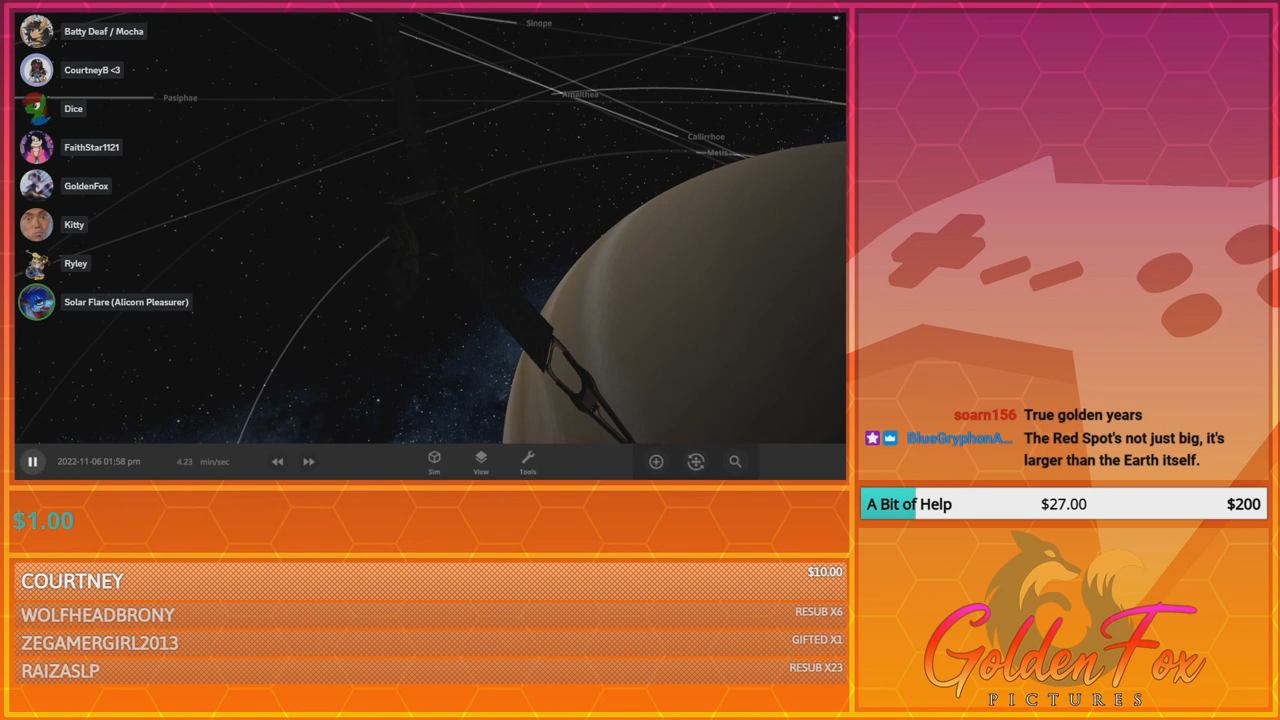 Batty Deaf / Mocha
CourtneyB <3
Dice
FaithStar1121
GoldenFox
Kitty
Ryley
Solar Flare (Alicorn Pleasurer)
Sinope
Pasiphae
Amalthea
Callirrhoe
Metis
2022-11-06 01:58 pm
4.23 min/sec
Sim
View
Tools
soarn156 True golden years
BlueGryphonA... The Red Spot's not just big, it's
larger than the Earth itself.
A Bit of Help $27.00 $200
$1.00
COURTNEY $10.00
WOLFHEADBRONY RESUB X6
ZEGAMERGIRL2013 GIFTED X1
RAIZASLP RESUB X23
GoldenFox
PICTURES